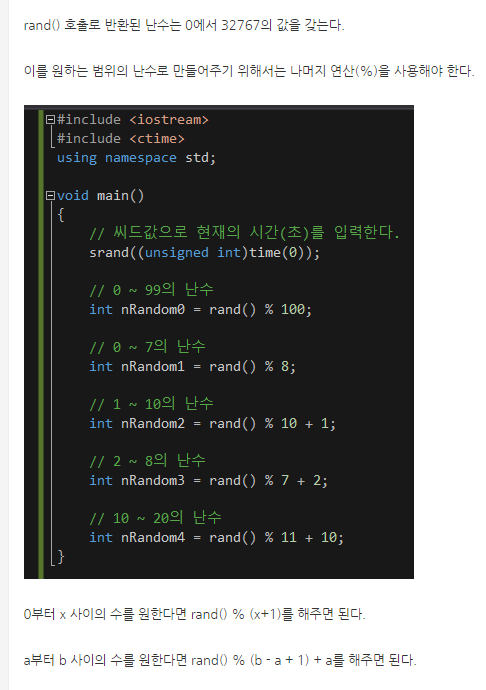 rand() 호출로 반환된 난수는 0에서 32767의 값을 갖는다.
이를 원하는 범위의 난수로 만들어주기 위해서는 나머지 연산(%)을 사용해야 한다.
#include <iostream>
#include <ctime>
using namespace std;
void main()
{
// 씨드값으로 현재의 시간(초)를 입력한다.
srand((unsigned int)time(0));
// 0 ~ 99의 난수
int nRandom0 = rand() % 100;
// 0 ~ 7의 난수
int nRandom1 = rand() % 8;
// 1 ~ 10의 난수
int nRandom2 = rand() % 10 + 1;
// 2 ~ 8의 난수
int nRandom3 = rand() % 7 + 2;
// 10 ~ 20의 난수
int nRandom4 = rand() % 11 + 10;
}
0부터 x 사이의 수를 원한다면 rand() % (x+1)를 해주면 된다.
a부터 b 사이의 수를 원한다면 rand() % (b - a + 1) + a를 해주면 된다.